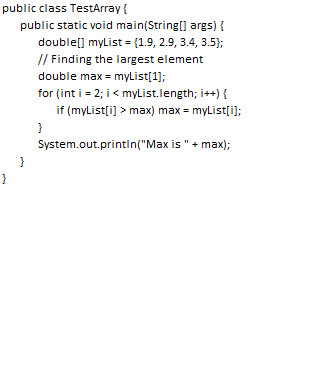 public class TestArray {
public static void main(String[] args) {
double[] myList = {1.9, 2.9, 3.4, 3.5};
// Finding the largest element
double max = myList[1];
for (int i = 2; i < myList.length; i++) {
if (myList[i] > max) max = myList[i];
}
System.out.println("Max is " + max);
}
}